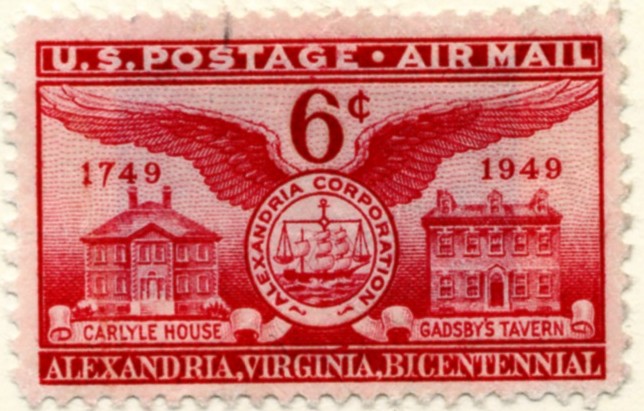 U.S. POSTAGE • AIR MAIL
6¢
1749
1949
ALEXANDRIA CORPORATION
CARLYLE HOUSE
GADSBY'S TAVERN
ALEXANDRIA, VIRGINIA, BICENTENNIAL